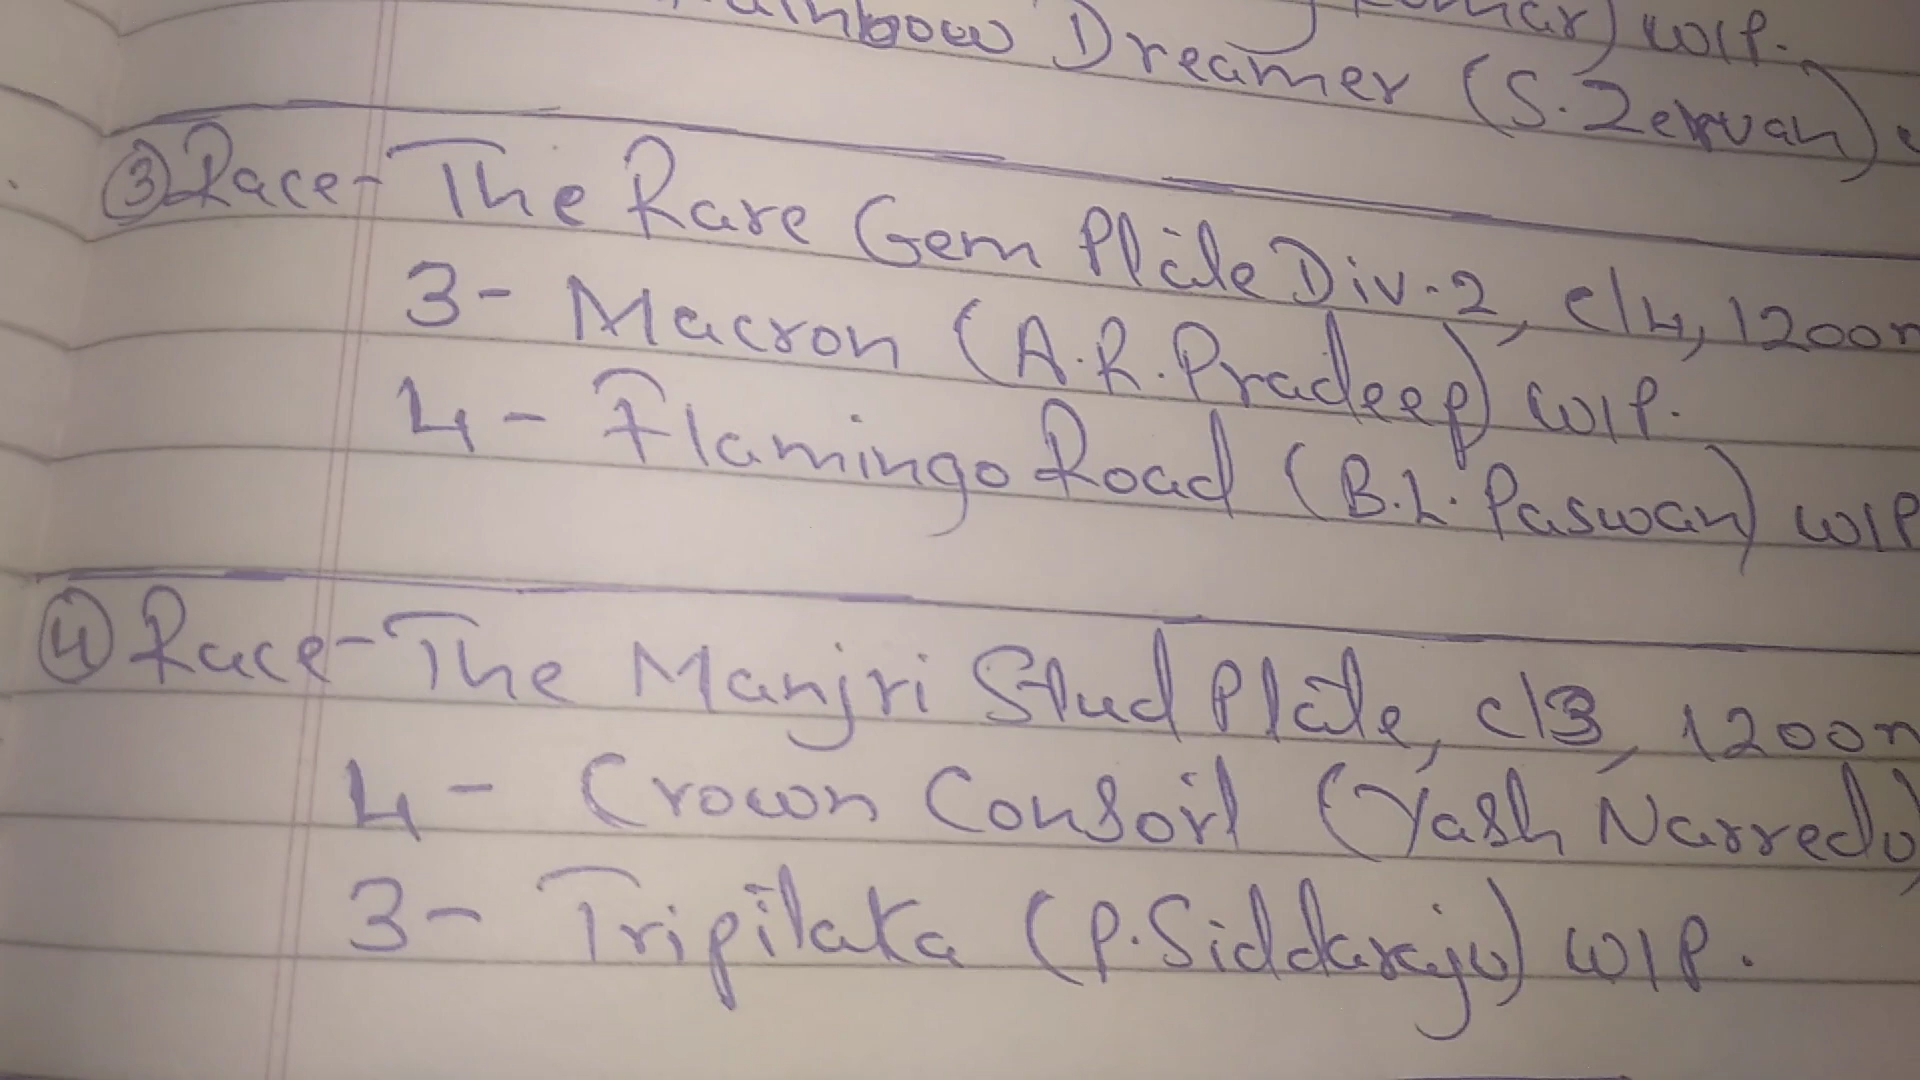 W/P.
Dreamer (S. Zervan)
③ Race - The Rare Gem Plate Div-2, c/4, 1200m
3 - Macron (A.R. Pradeep) W/P.
4 - Flamingo Road (B.L. Paswan) W/P
④ Race - The Manjri Stud Plate, c/3, 1200m
4 - Crown Consort (Yash Narredu)
3 - Tripitaka (P. Siddaraju) W/P.